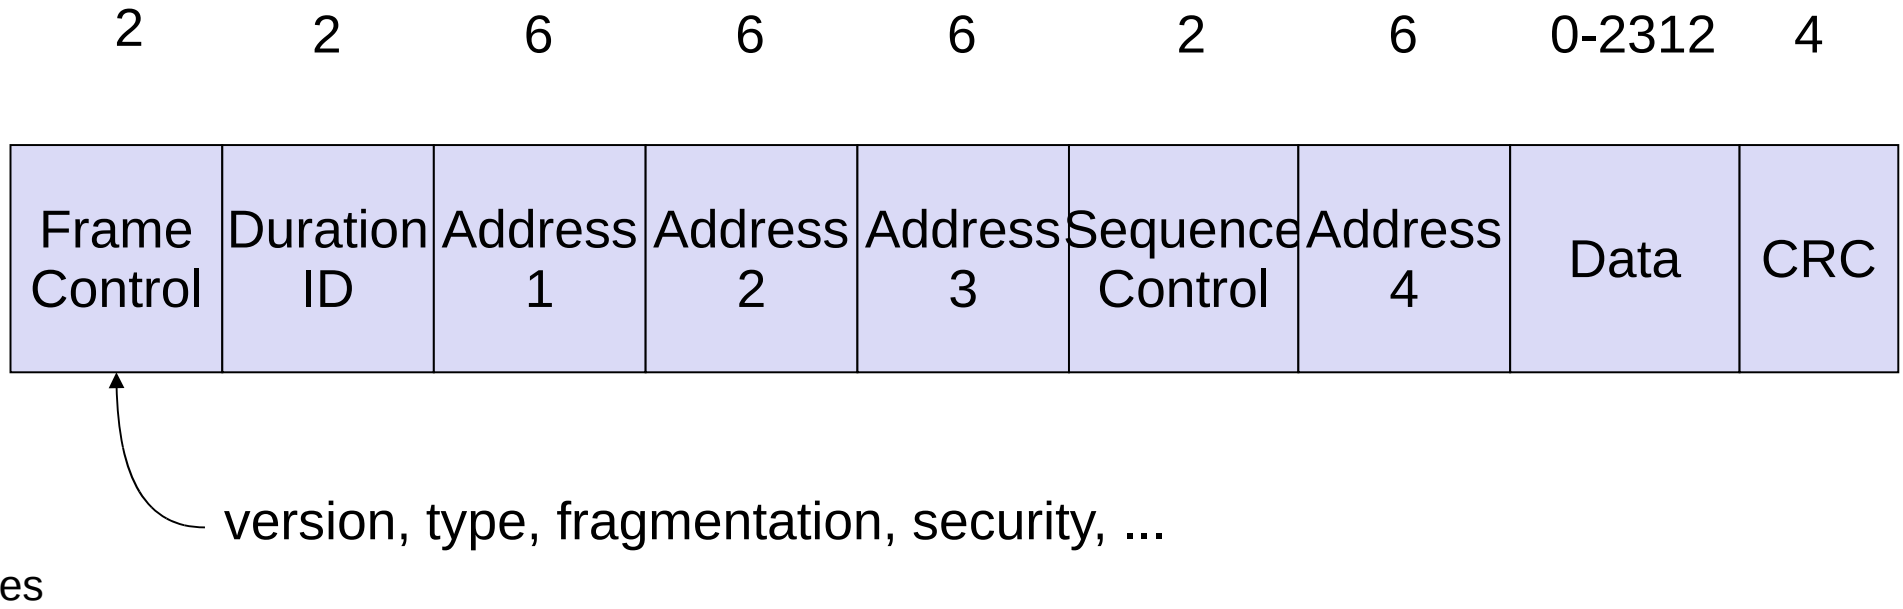 2 2 6 6 6 2 6 0-2312 4
Frame Duration Address Address Address Sequence Address Data CRC
Control ID 1 2 3 Control 4
version, type, fragmentation, security, ...
es